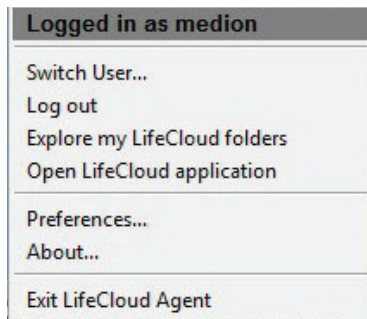 Logged in as medion
Switch User...
Log out
Explore my LifeCloud folders
Open LifeCloud application
Preferences...
About...
Exit LifeCloud Agent